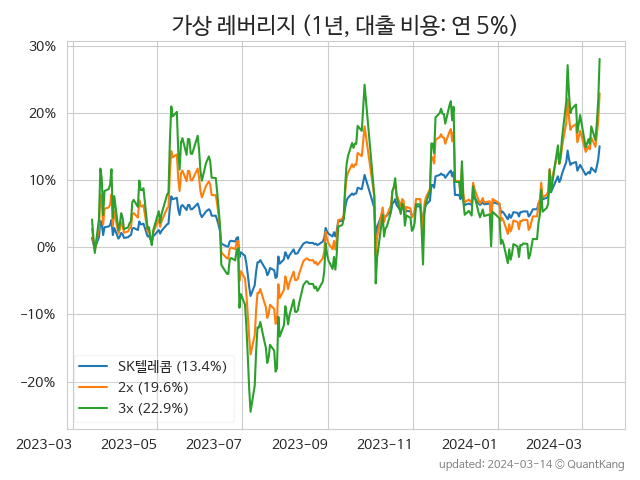 가상 레버리지 (1년, 대출 비용: 연 5%)
30%
20%
10%
0%
−10%
−20%
SK텔레콤 (13.4%)
2x (19.6%)
3x (22.9%)
2023-03 2023-05 2023-07 2023-09 2023-11 2024-01 2024-03
updated: 2024-03-14 © QuantKang